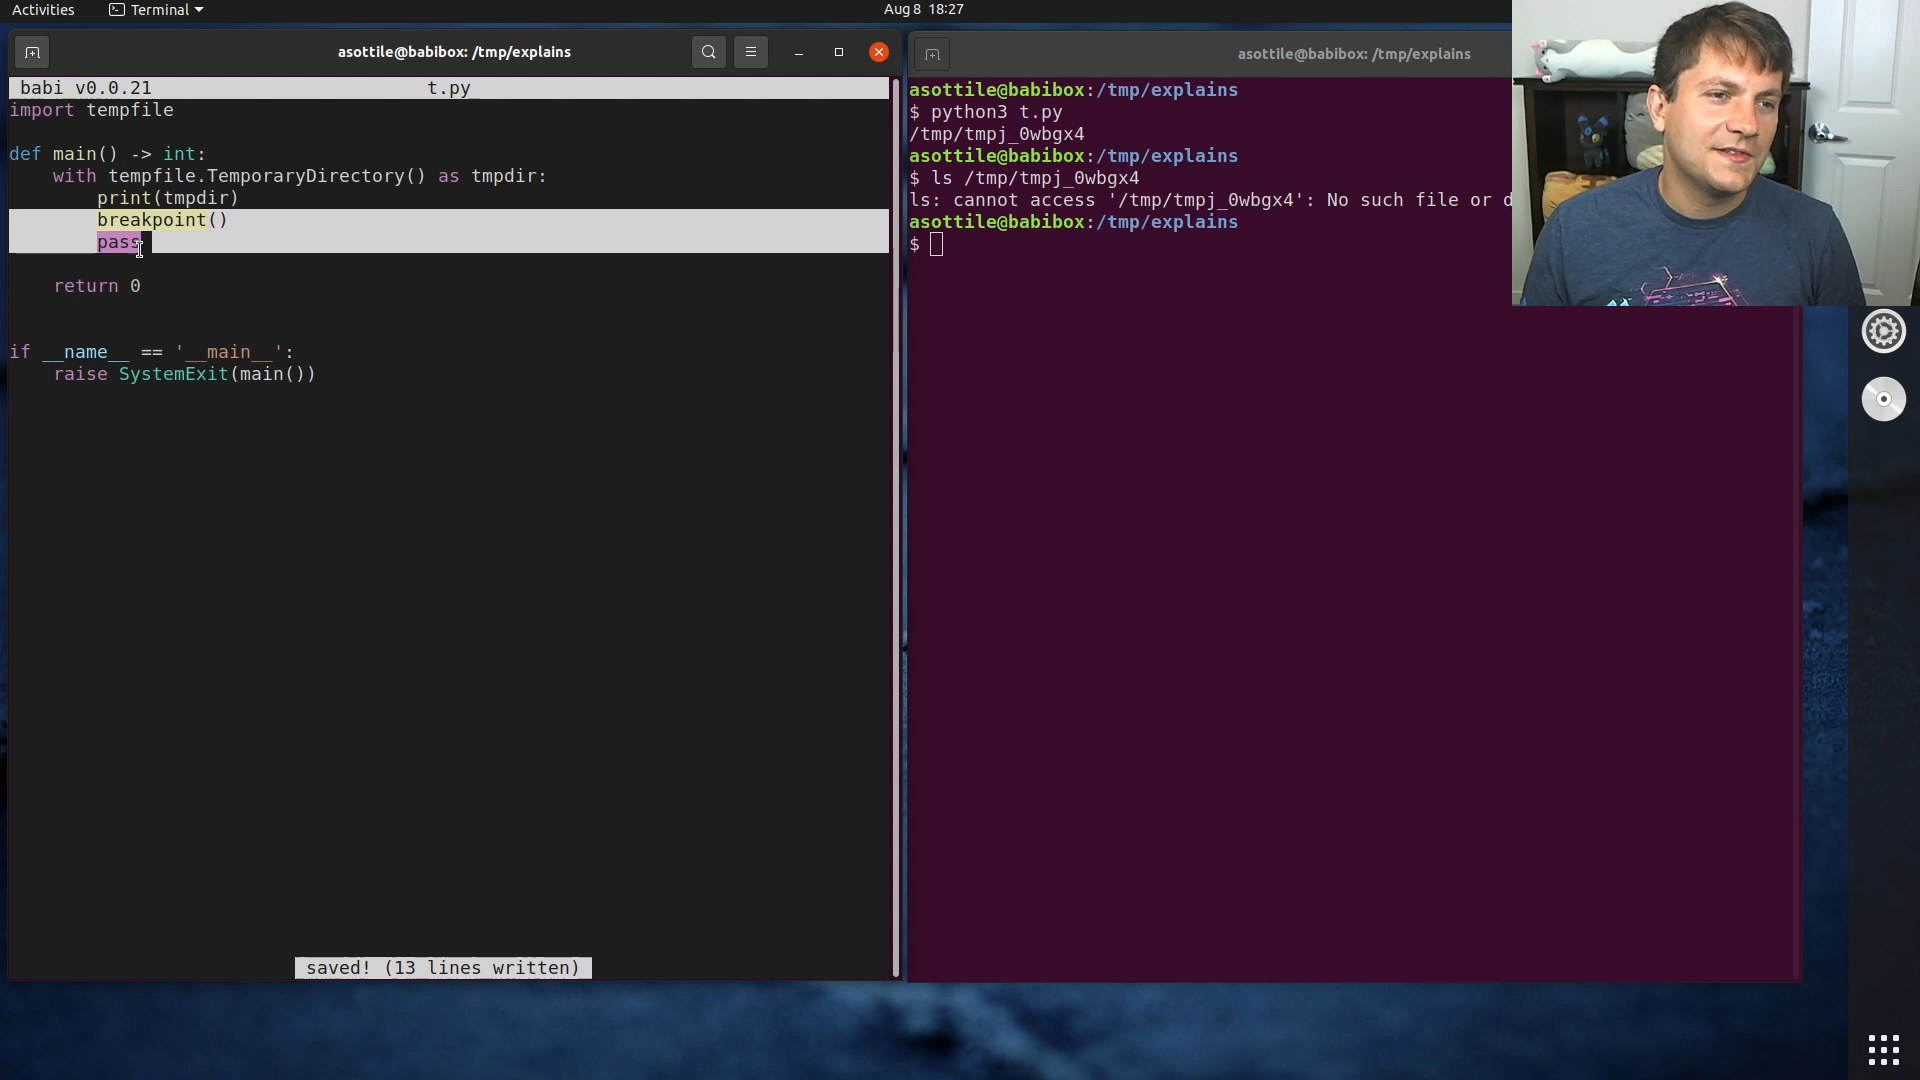 Activities
Terminal
Aug 8 18:27
asottile@babibox: /tmp/explains
babi v0.0.21 t.py
import tempfile
def main() -> int:
    with tempfile.TemporaryDirectory() as tmpdir:
        print(tmpdir)
        breakpoint()
        pass
    return 0
if __name__ == '__main__':
    raise SystemExit(main())
saved! (13 lines written)
asottile@babibox: /tmp/explains
asottile@babibox:/tmp/explains
$ python3 t.py
/tmp/tmpj_0wbgx4
asottile@babibox:/tmp/explains
$ ls /tmp/tmpj_0wbgx4
ls: cannot access '/tmp/tmpj_0wbgx4': No such file or d
asottile@babibox:/tmp/explains
$